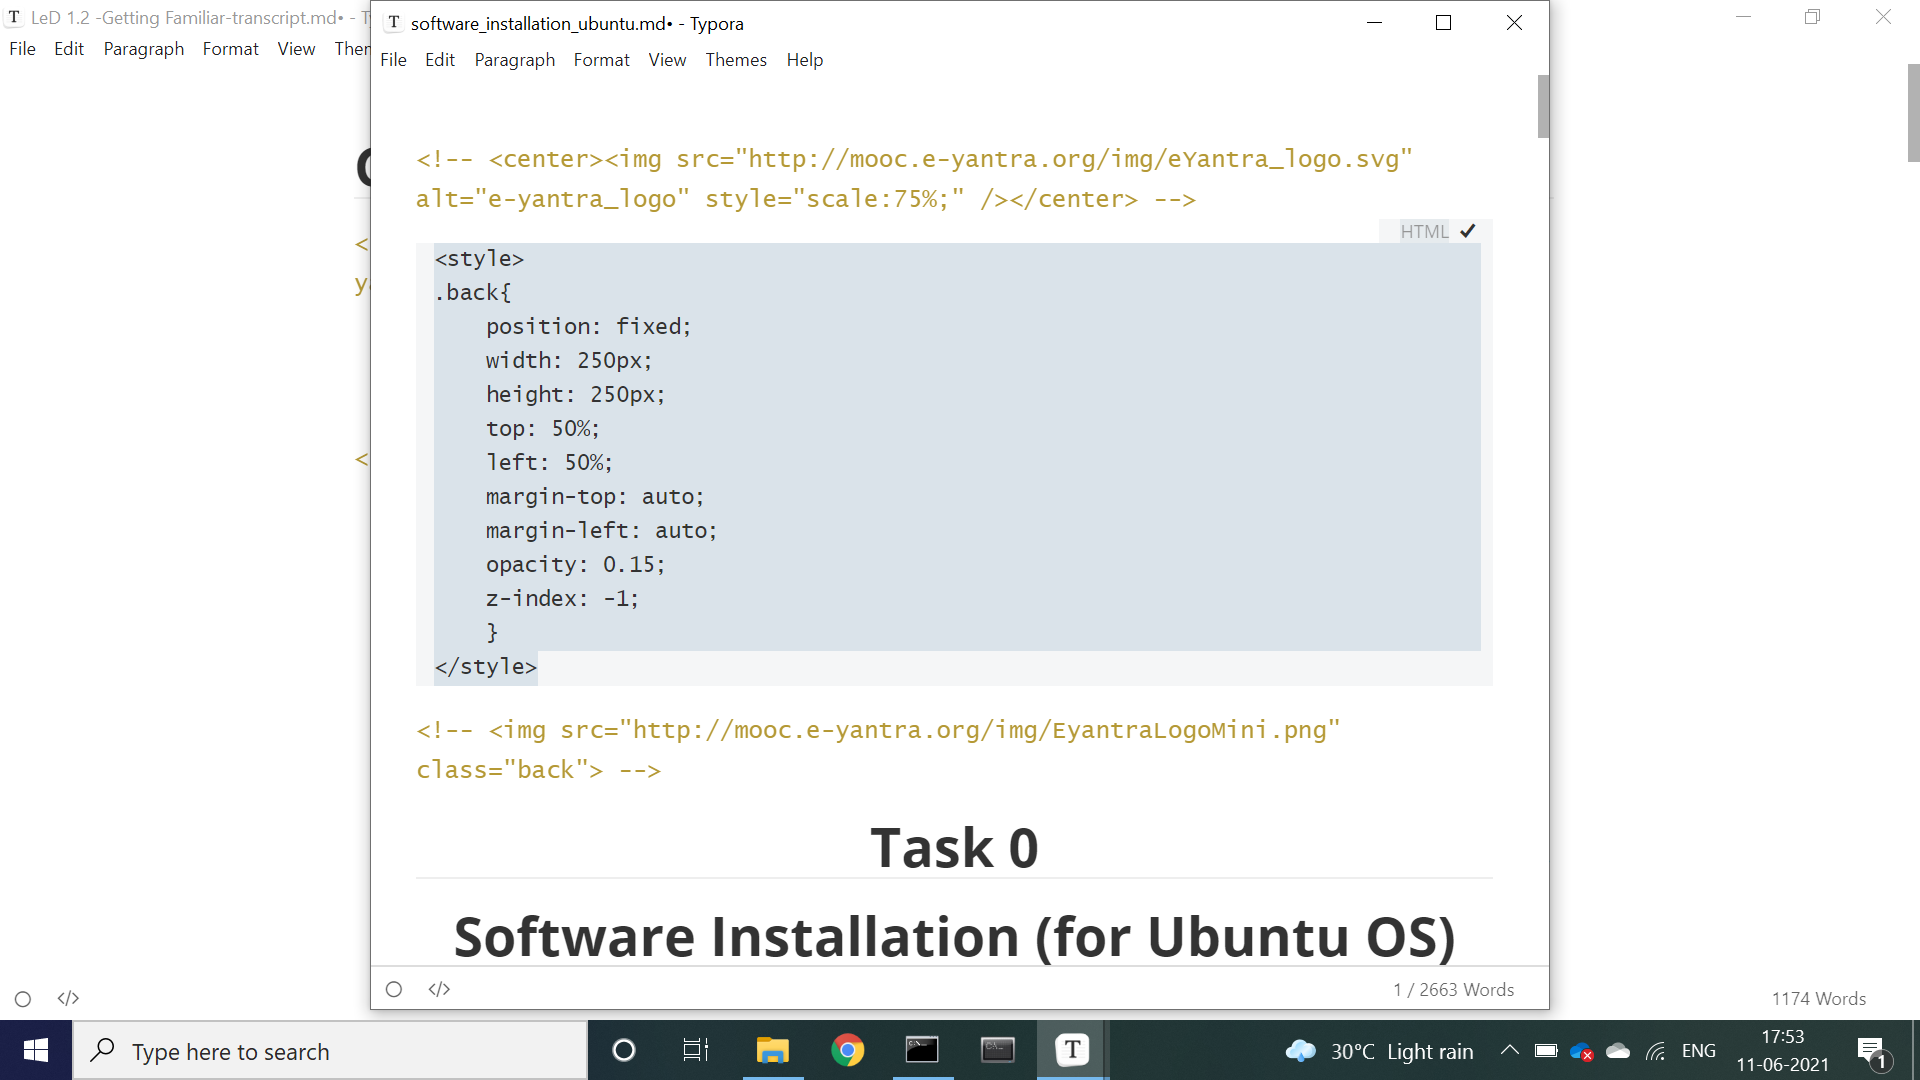 LeD 1.2 -Getting Familiar-transcript.md• - T
File Edit Paragraph Format View Ther
software_installation_ubuntu.md• - Typora
File Edit Paragraph Format View Themes Help
<!-- <center><img src="http://mooc.e-yantra.org/img/eYantra_logo.svg"
alt="e-yantra_logo" style="scale:75%;" /></center> -->
HTML
<style>
.back{
    position: fixed;
    width: 250px;
    height: 250px;
    top: 50%;
    left: 50%;
    margin-top: auto;
    margin-left: auto;
    opacity: 0.15;
    z-index: -1;
    }
</style>
<!-- <img src="http://mooc.e-yantra.org/img/EyantraLogoMini.png"
class="back"> -->
Task 0
Software Installation (for Ubuntu OS)
1 / 2663 Words
1174 Words
Type here to search
30°C Light rain
ENG
17:53
11-06-2021
1